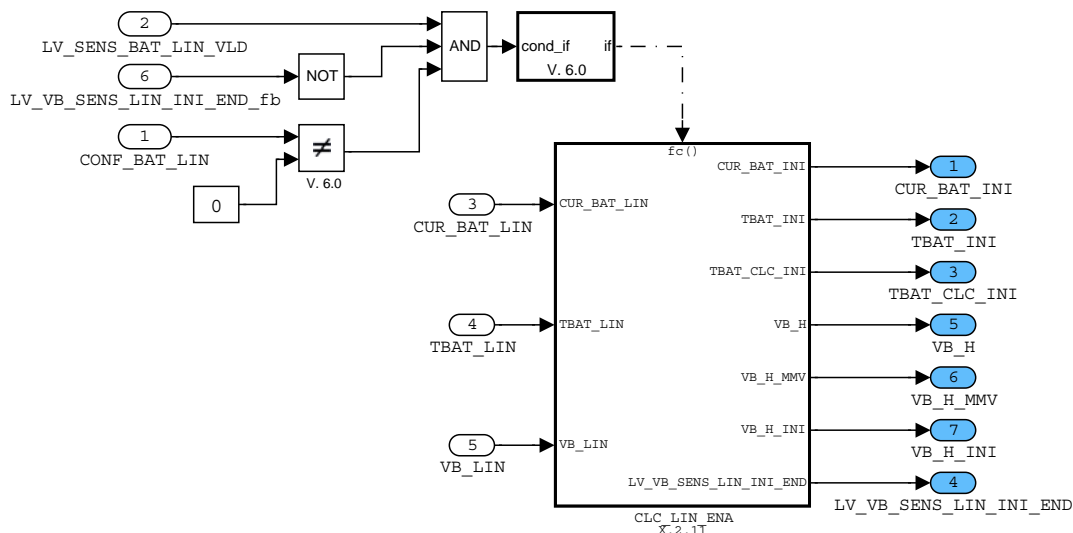 2
LV_SENS_BAT_LIN_VLD
6
LV_VB_SENS_LIN_INI_END_fb
NOT
AND
cond_if if
V. 6.0
1
CONF_BAT_LIN
0
≠
V. 6.0
fc()
3
CUR_BAT_LIN
4
TBAT_LIN
5
VB_LIN
CUR_BAT_LIN
TBAT_LIN
VB_LIN
CUR_BAT_INI
TBAT_INI
TBAT_CLC_INI
VB_H
VB_H_MMV
VB_H_INI
LV_VB_SENS_LIN_INI_END
CLC_LIN_ENA
1
CUR_BAT_INI
2
TBAT_INI
3
TBAT_CLC_INI
5
VB_H
6
VB_H_MMV
7
VB_H_INI
4
LV_VB_SENS_LIN_INI_END